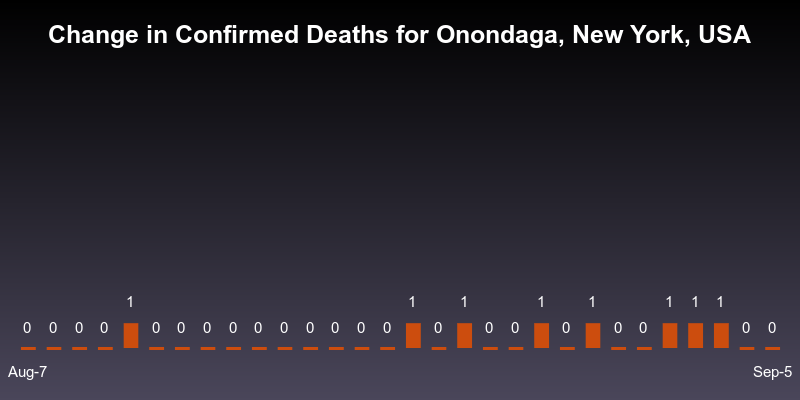 Change in Confirmed Deaths for Onondaga, New York, USA
0 0 0 0 1 0 0 0 0 0 0 0 0 0 0 1 0 1 0 0 1 0 1 0 0 1 1 1 0 0
Aug-7 Sep-5